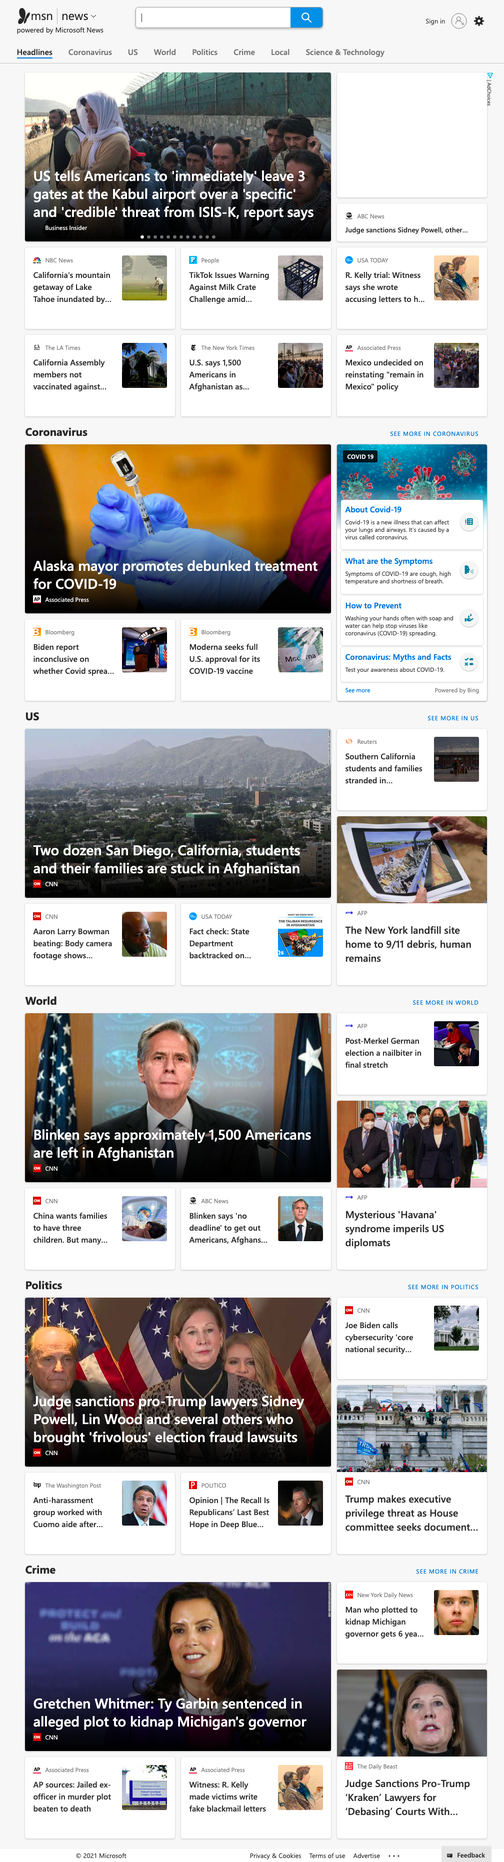 msn | news
powered by Microsoft News
Sign in
Headlines Coronavirus US World Politics Crime Local Science & Technology
US tells Americans to 'immediately' leave 3
gates at the Kabul airport over a 'specific'
and 'credible' threat from ISIS-K, report says
Business Insider
AdChoices
ABC News
Judge sanctions Sidney Powell, other...
NBC News
California's mountain
getaway of Lake
Tahoe inundated by...
People
TikTok Issues Warning
Against Milk Crate
Challenge amid...
USA TODAY
R. Kelly trial: Witness
says she wrote
accusing letters to h...
The LA Times
California Assembly
members not
vaccinated against...
The New York Times
U.S. says 1,500
Americans in
Afghanistan as...
AP Associated Press
Mexico undecided on
reinstating "remain in
Mexico" policy
Coronavirus
SEE MORE IN CORONAVIRUS
Alaska mayor promotes debunked treatment
for COVID-19
AP Associated Press
COVID 19
About Covid-19
Covid-19 is a new illness that can affect
your lungs and airways. It's caused by a
virus called coronavirus.
What are the Symptoms
Symptoms of COVID-19 are cough, high
temperature and shortness of breath.
How to Prevent
Washing your hands often with soap and
water can help stop viruses like
coronavirus (COVID-19) spreading.
Coronavirus: Myths and Facts
Test your awareness about COVID-19.
See more
Powered by Bing
Bloomberg
Biden report
inconclusive on
whether Covid sprea...
Bloomberg
Moderna seeks full
U.S. approval for its
COVID-19 vaccine
US
SEE MORE IN US
Two dozen San Diego, California, students
and their families are stuck in Afghanistan
CNN
Reuters
Southern California
students and families
stranded in...
AFP
The New York landfill site
home to 9/11 debris, human
remains
CNN
Aaron Larry Bowman
beating: Body camera
footage shows...
USA TODAY
Fact check: State
Department
backtracked on...
THE TALIBAN RESURGENCE
IN AFGHANISTAN
World
SEE MORE IN WORLD
Blinken says approximately 1,500 Americans
are left in Afghanistan
CNN
AFP
Post-Merkel German
election a nailbiter in
final stretch
AFP
Mysterious 'Havana'
syndrome imperils US
diplomats
CNN
China wants families
to have three
children. But many...
ABC News
Blinken says 'no
deadline' to get out
Americans, Afghans...
Politics
SEE MORE IN POLITICS
Judge sanctions pro-Trump lawyers Sidney
Powell, Lin Wood and several others who
brought 'frivolous' election fraud lawsuits
CNN
CNN
Joe Biden calls
cybersecurity 'core
national security...
CNN
Trump makes executive
privilege threat as House
committee seeks document...
wp The Washington Post
Anti-harassment
group worked with
Cuomo aide after...
P POLITICO
Opinion | The Recall Is
Republicans' Last Best
Hope in Deep Blue...
Crime
SEE MORE IN CRIME
PROTECT and
BUILD
on the ACA
Gretchen Whitmer: Ty Garbin sentenced in
alleged plot to kidnap Michigan's governor
CNN
New York Daily News
Man who plotted to
kidnap Michigan
governor gets 6 yea...
The Daily Beast
Judge Sanctions Pro-Trump
'Kraken' Lawyers for
'Debasing' Courts With...
AP Associated Press
AP sources: Jailed ex-
officer in murder plot
beaten to death
AP Associated Press
Witness: R. Kelly
made victims write
fake blackmail letters
© 2021 Microsoft
Privacy & Cookies Terms of use Advertise ...
Feedback